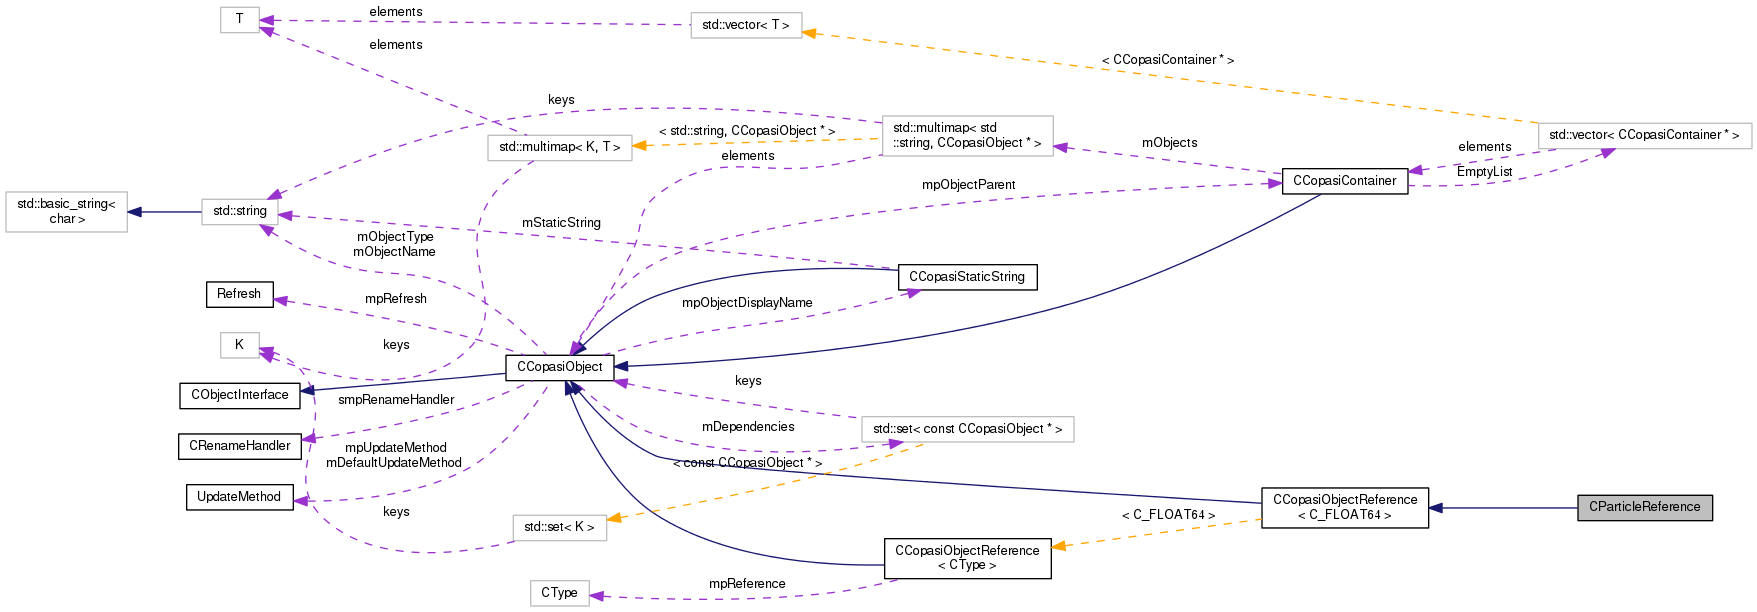 elements
T
std::vector< T >
elements
< CCopasiContainer * >
keys
std::multimap< std
::string, CCopasiObject * >
< std::string, CCopasiObject * >
std::multimap< K, T >
std::vector< CCopasiContainer * >
mObjects
elements
elements
EmptyList
CCopasiContainer
mpObjectParent
std::basic_string<
char >
std::string
mStaticString
mObjectType
mObjectName
CCopasiStaticString
Refresh
mpRefresh
mpObjectDisplayName
K
keys
CCopasiObject
keys
CObjectInterface
smpRenameHandler
mDependencies
std::set< const CCopasiObject * >
CRenameHandler
mpUpdateMethod
mDefaultUpdateMethod
< const CCopasiObject * >
UpdateMethod
keys
std::set< K >
CCopasiObjectReference
< C_FLOAT64 >
CParticleReference
< C_FLOAT64 >
CCopasiObjectReference
< CType >
mpReference
CType